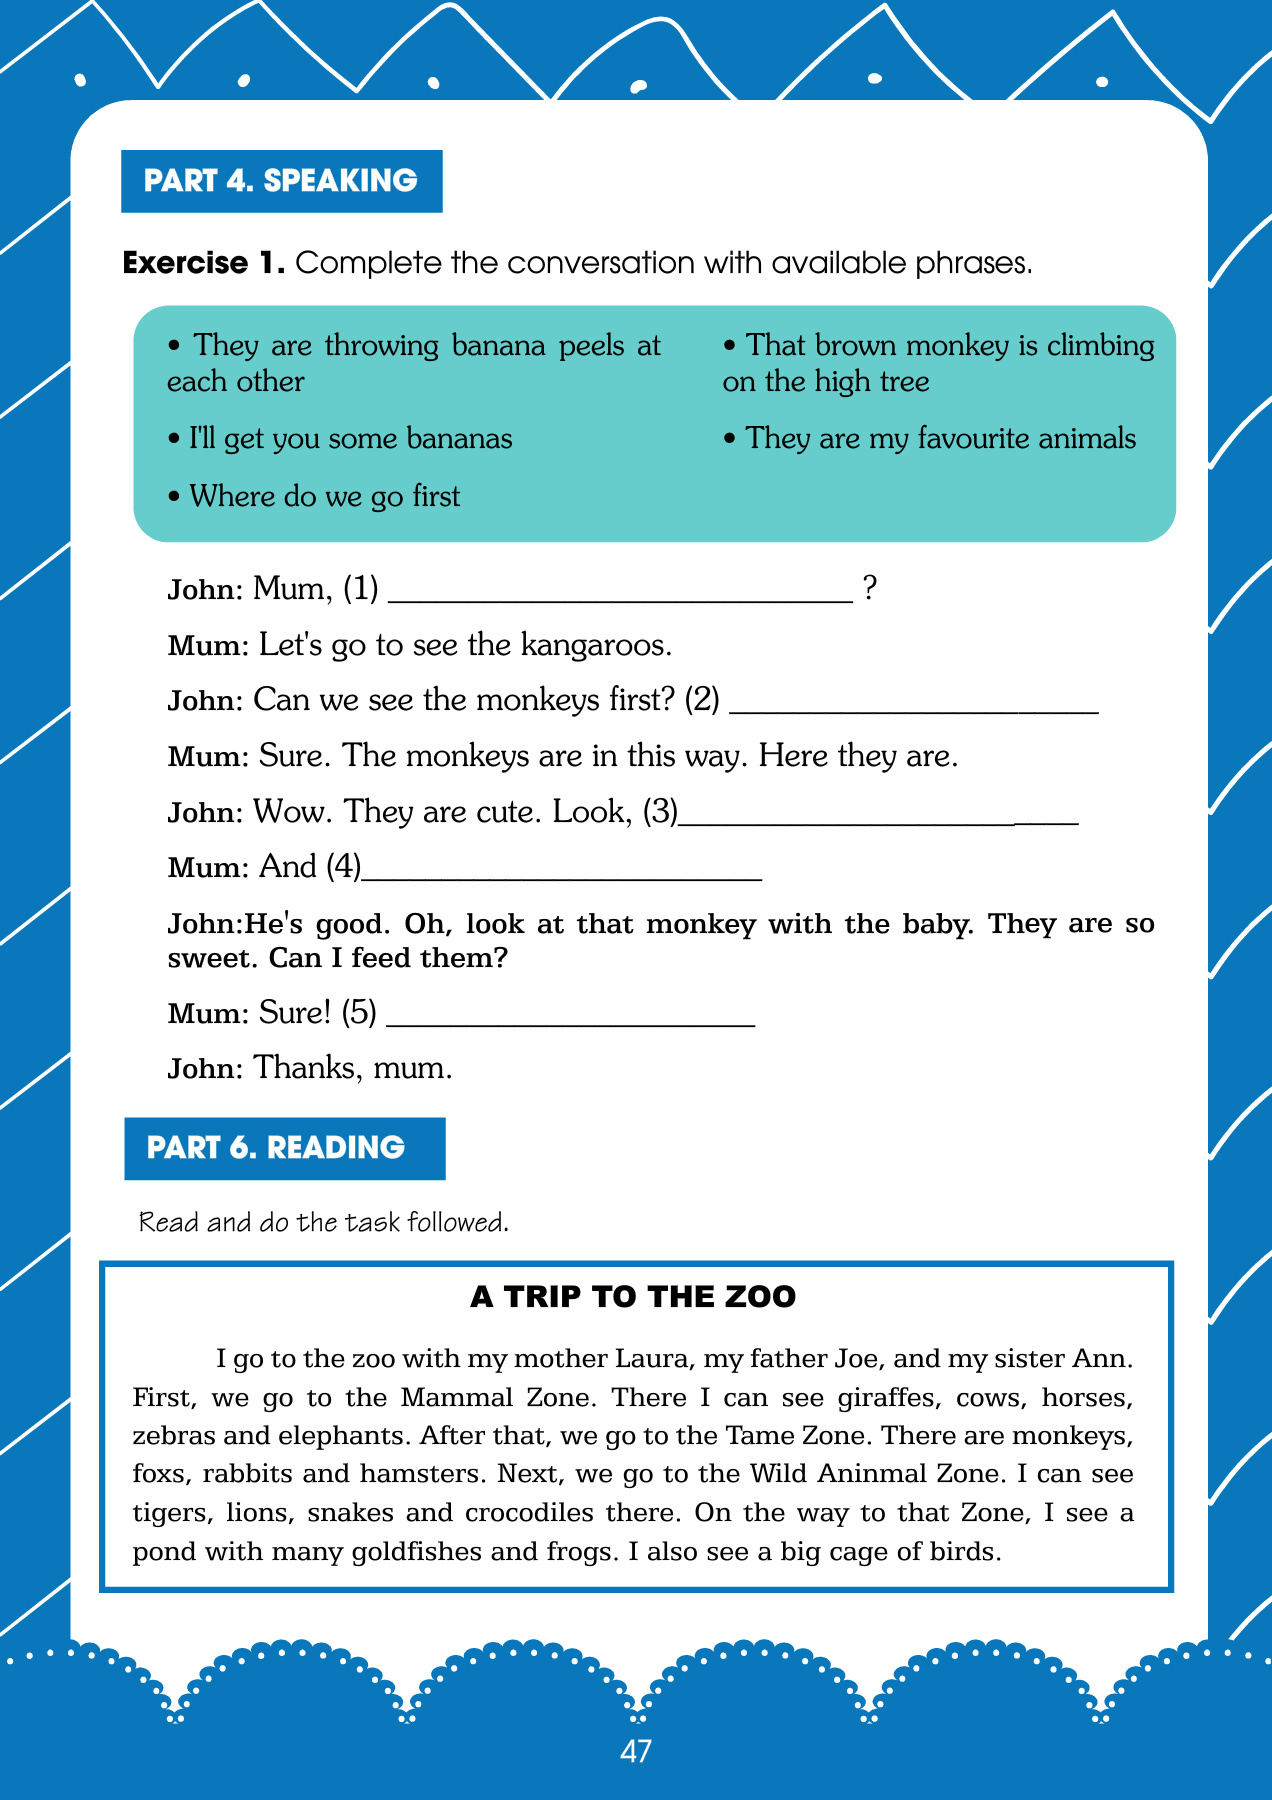 PART 4. SPEAKING
Exercise 1. Complete the conversation with available phrases.
• They are throwing banana peels at
each other
• I'll get you some bananas
• Where do we go first
• That brown monkey is climbing
on the high tree
• They are my favourite animals
John: Mum, (1) _____________________________ ?
Mum: Let's go to see the kangaroos.
John: Can we see the monkeys first? (2) _______________________
Mum: Sure. The monkeys are in this way. Here they are.
John: Wow. They are cute. Look, (3)_________________________
Mum: And (4)_________________________
John:He's good. Oh, look at that monkey with the baby. They are so
sweet. Can I feed them?
Mum: Sure! (5) _______________________
John: Thanks, mum.
PART 6. READING
Read and do the task followed.
A TRIP TO THE ZOO
I go to the zoo with my mother Laura, my father Joe, and my sister Ann.
First, we go to the Mammal Zone. There I can see giraffes, cows, horses,
zebras and elephants. After that, we go to the Tame Zone. There are monkeys,
foxs, rabbits and hamsters. Next, we go to the Wild Aninmal Zone. I can see
tigers, lions, snakes and crocodiles there. On the way to that Zone, I see a
pond with many goldfishes and frogs. I also see a big cage of birds.
47